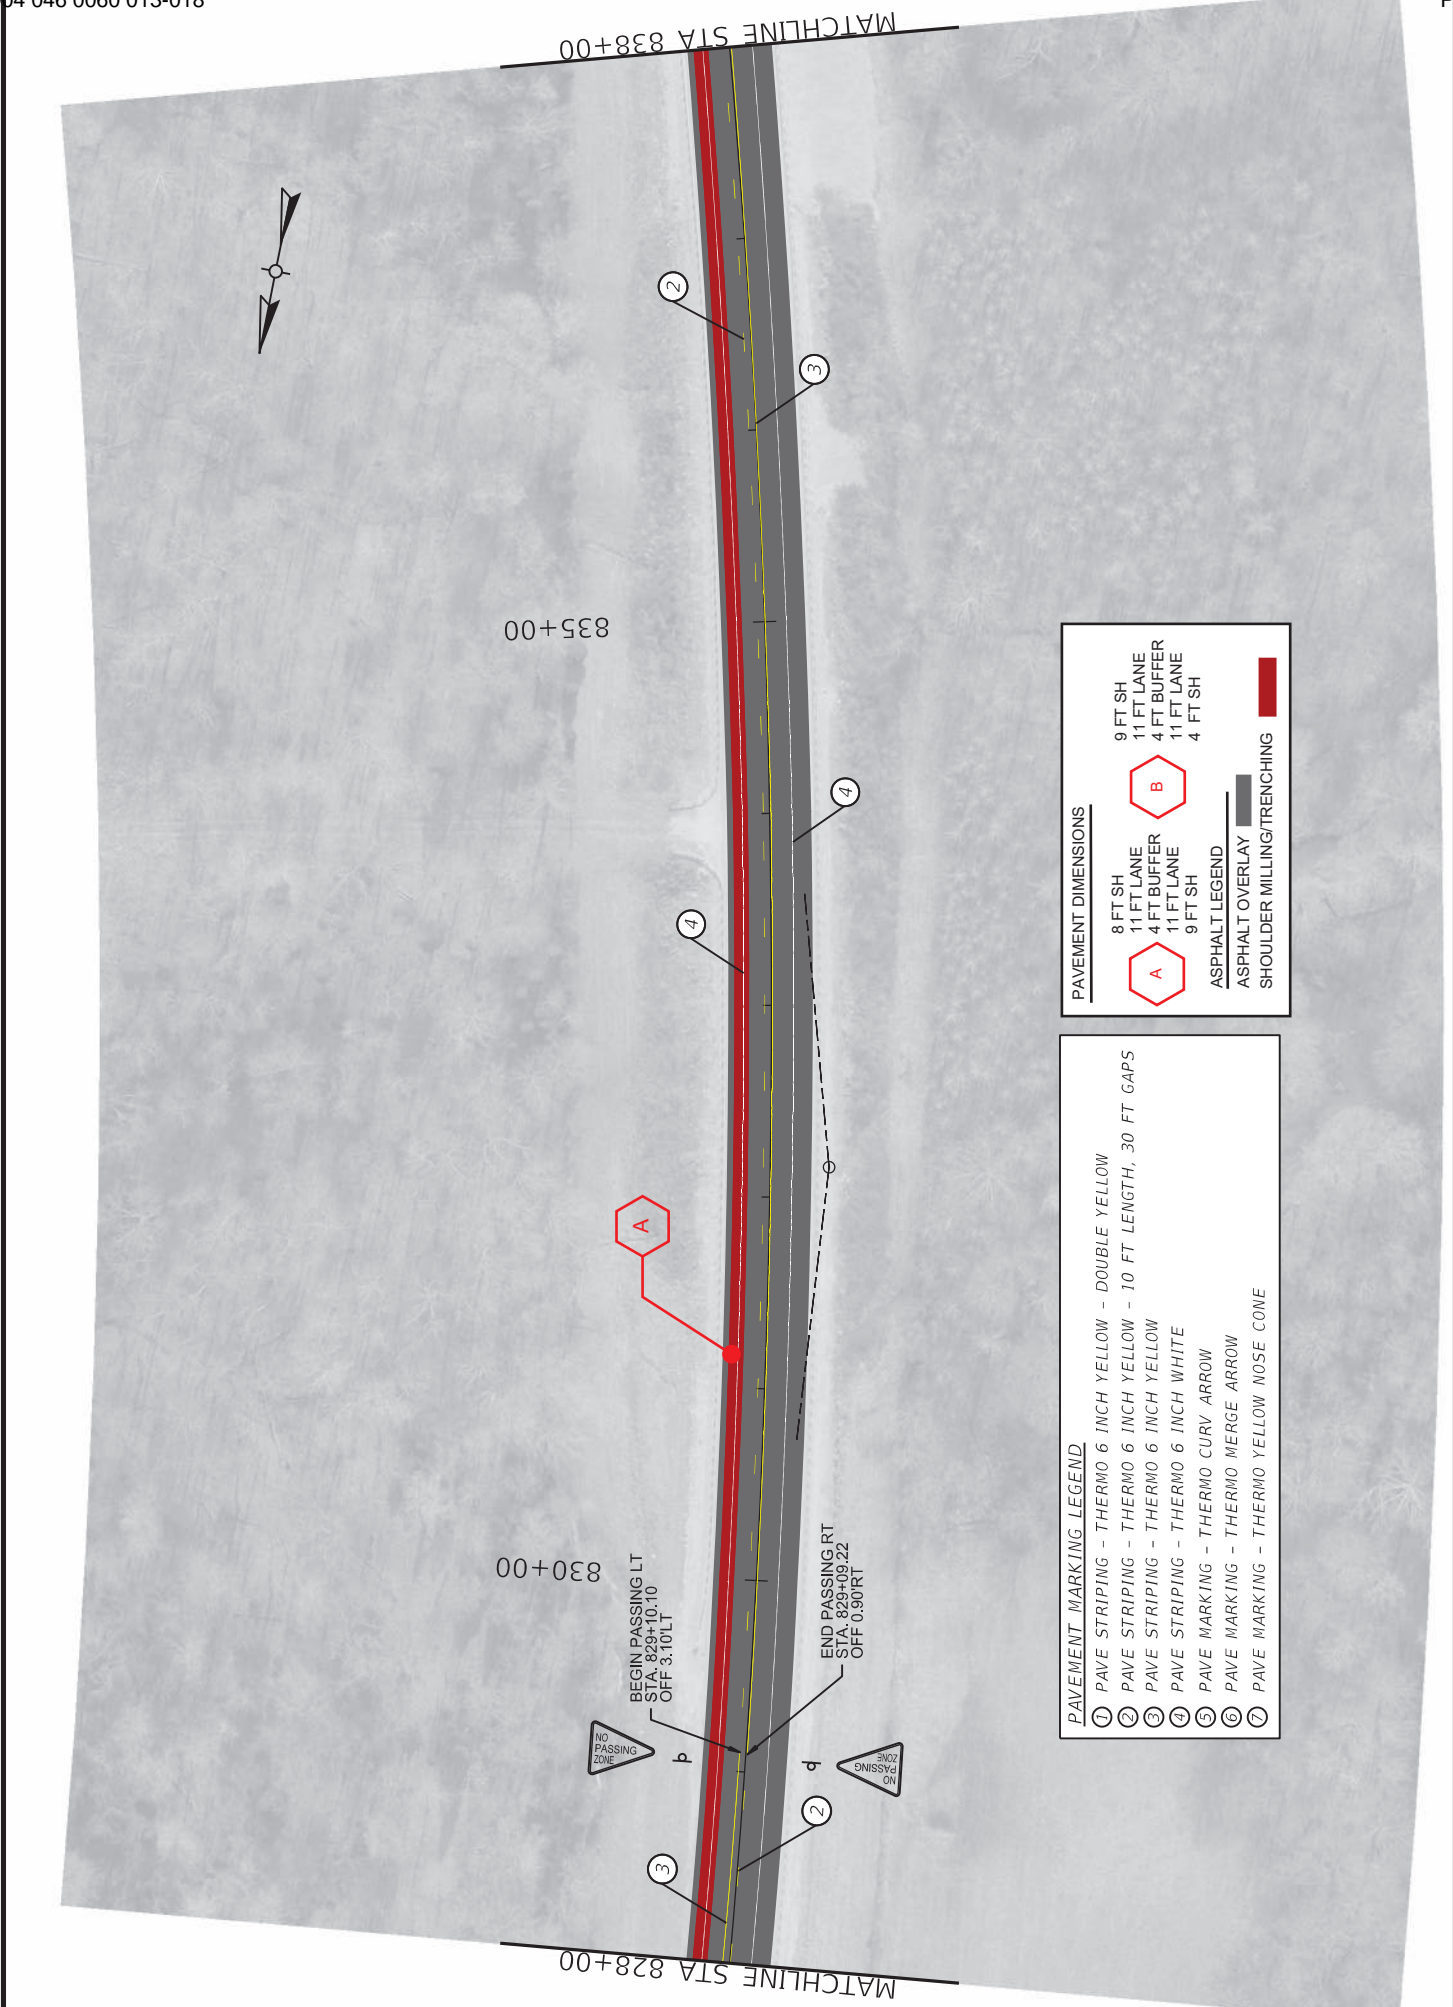 04 046 0060 013-018
P
MATCHLINE STA 838+00
2
3
835+00
4
4
A
830+00
BEGIN PASSING LT
STA. 829+10.10
OFF 3.10'LT
END PASSING RT
STA. 829+09.22
OFF 0.90'RT
NO
PASSING
ZONE
NO
PASSING
ZONE
2
3
MATCHLINE STA 828+00
PAVEMENT DIMENSIONS
A
8 FT SH
11 FT LANE
4 FT BUFFER
11 FT LANE
9 FT SH
B
9 FT SH
11 FT LANE
4 FT BUFFER
11 FT LANE
4 FT SH
ASPHALT LEGEND
ASPHALT OVERLAY
SHOULDER MILLING/TRENCHING
PAVEMENT MARKING LEGEND
1 PAVE STRIPING - THERMO 6 INCH YELLOW - DOUBLE YELLOW
2 PAVE STRIPING - THERMO 6 INCH YELLOW - 10 FT LENGTH, 30 FT GAPS
3 PAVE STRIPING - THERMO 6 INCH YELLOW
4 PAVE STRIPING - THERMO 6 INCH WHITE
5 PAVE MARKING - THERMO CURV ARROW
6 PAVE MARKING - THERMO MERGE ARROW
7 PAVE MARKING - THERMO YELLOW NOSE CONE